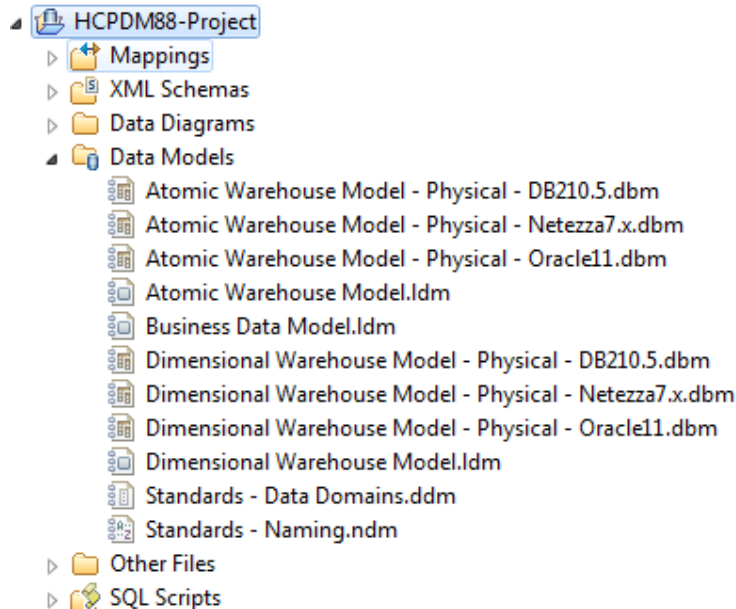 HCPDM88-Project
Mappings
XML Schemas
Data Diagrams
Data Models
Atomic Warehouse Model - Physical - DB210.5.dbm
Atomic Warehouse Model - Physical - Netezza7.x.dbm
Atomic Warehouse Model - Physical - Oracle11.dbm
Atomic Warehouse Model.ldm
Business Data Model.ldm
Dimensional Warehouse Model - Physical - DB210.5.dbm
Dimensional Warehouse Model - Physical - Netezza7.x.dbm
Dimensional Warehouse Model - Physical - Oracle11.dbm
Dimensional Warehouse Model.ldm
Standards - Data Domains.ddm
Standards - Naming.ndm
Other Files
SQL Scripts